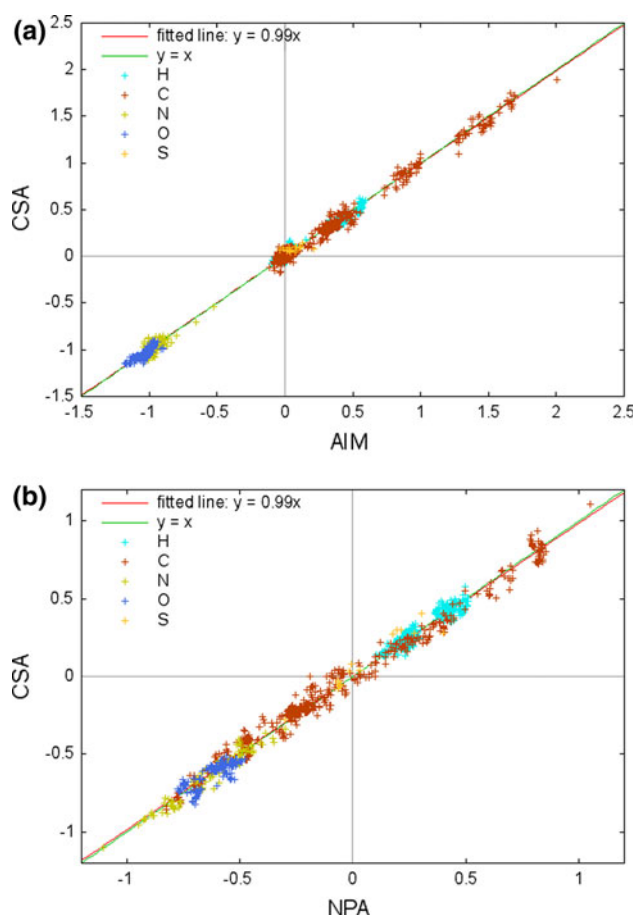 (a)
fitted line: y = 0.99x
y = x
H
C
N
O
S
2.5
2
1.5
1
0.5
0
-0.5
-1
-1.5
CSA
-1.5 -1 -0.5 0 0.5 1 1.5 2 2.5
AIM
(b)
fitted line: y = 0.99x
y = x
H
C
N
O
S
1
0.5
0
-0.5
-1
CSA
-1 -0.5 0 0.5 1
NPA